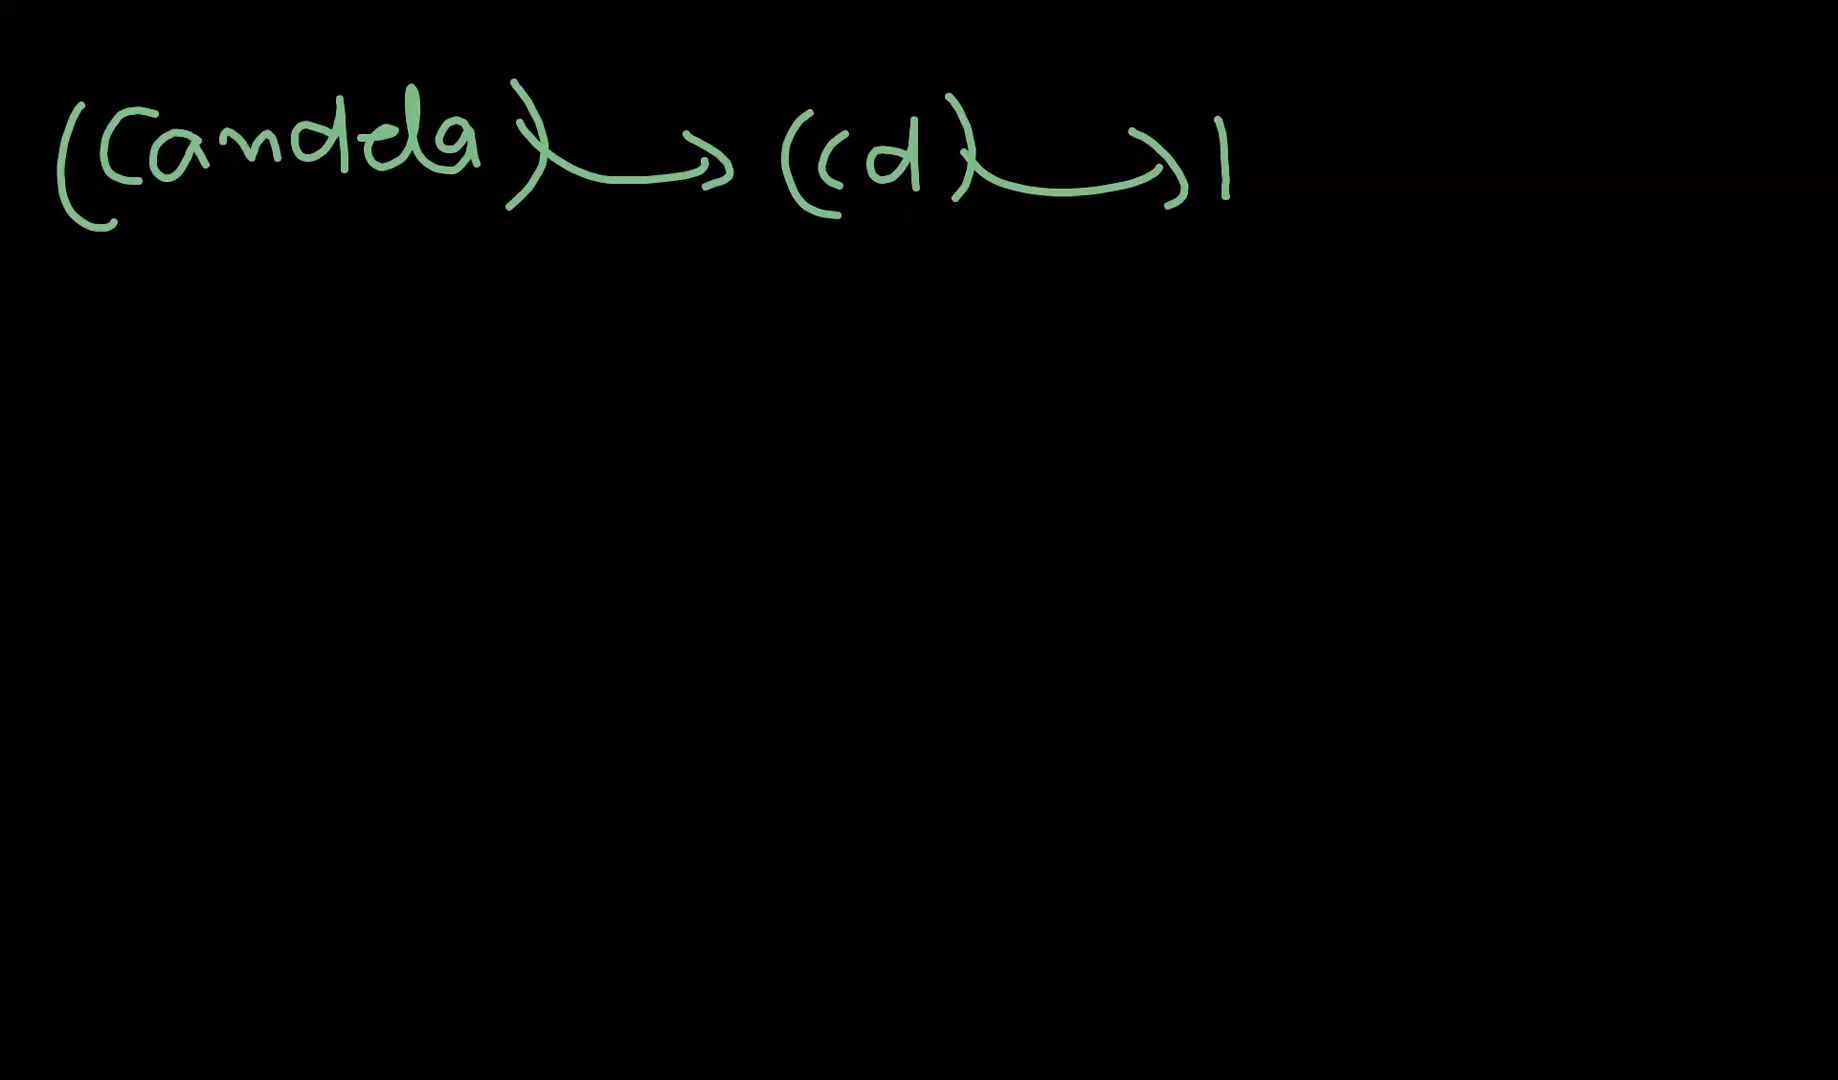 (Candela) → (cd) → 1